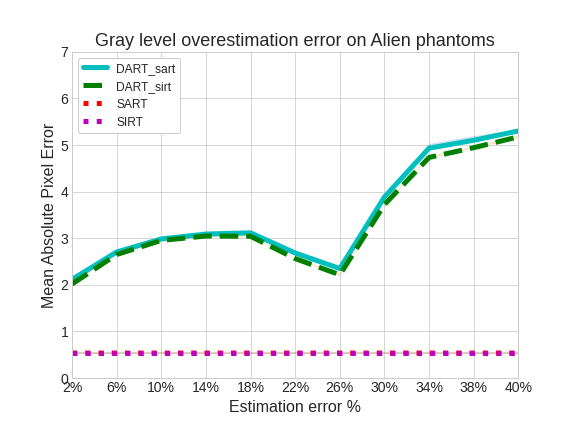 Gray level overestimation error on Alien phantoms
7
6
5
4
3
2
1
0
Mean Absolute Pixel Error
DART_sart
DART_sirt
SART
SIRT
2% 6% 10% 14% 18% 22% 26% 30% 34% 38% 40%
Estimation error %